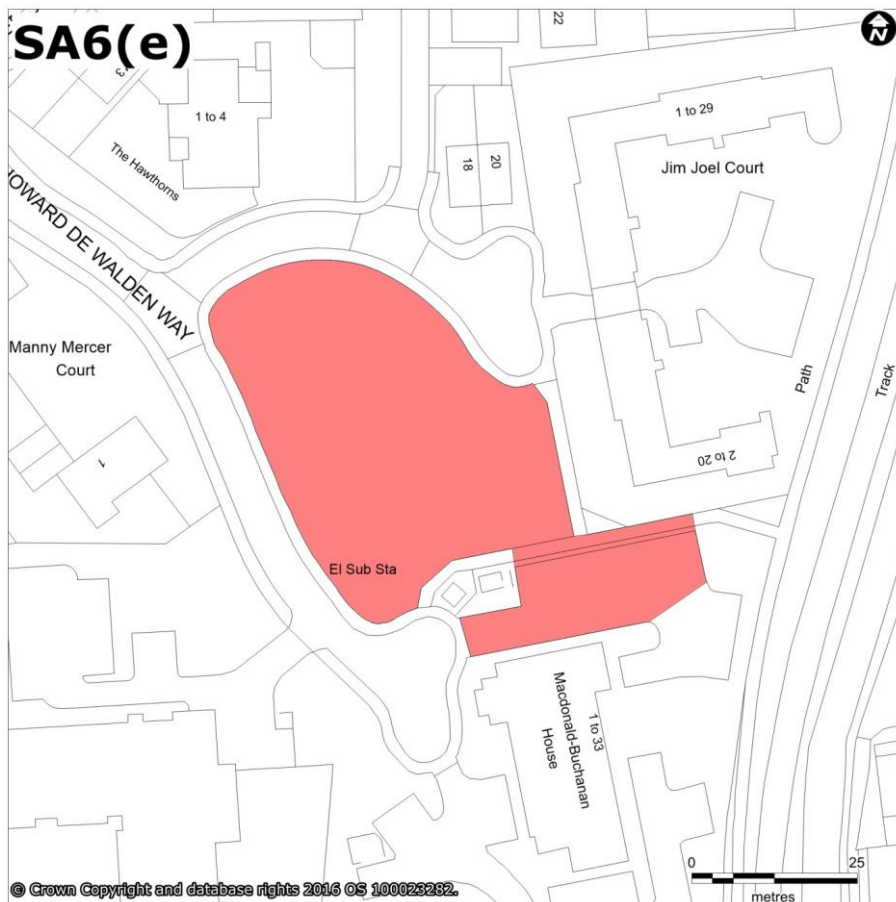 SA6(e)
N
22
3
1 to 4
The Hawthorns
18
20
1 to 29
Jim Joel Court
HOWARD DE WALDEN WAY
Manny Mercer
Court
1
Path
Track
2 to 20
El Sub Sta
Macdonald-Buchanan
House
1 to 33
0
25
metres
© Crown Copyright and database rights 2016 OS 100023282.